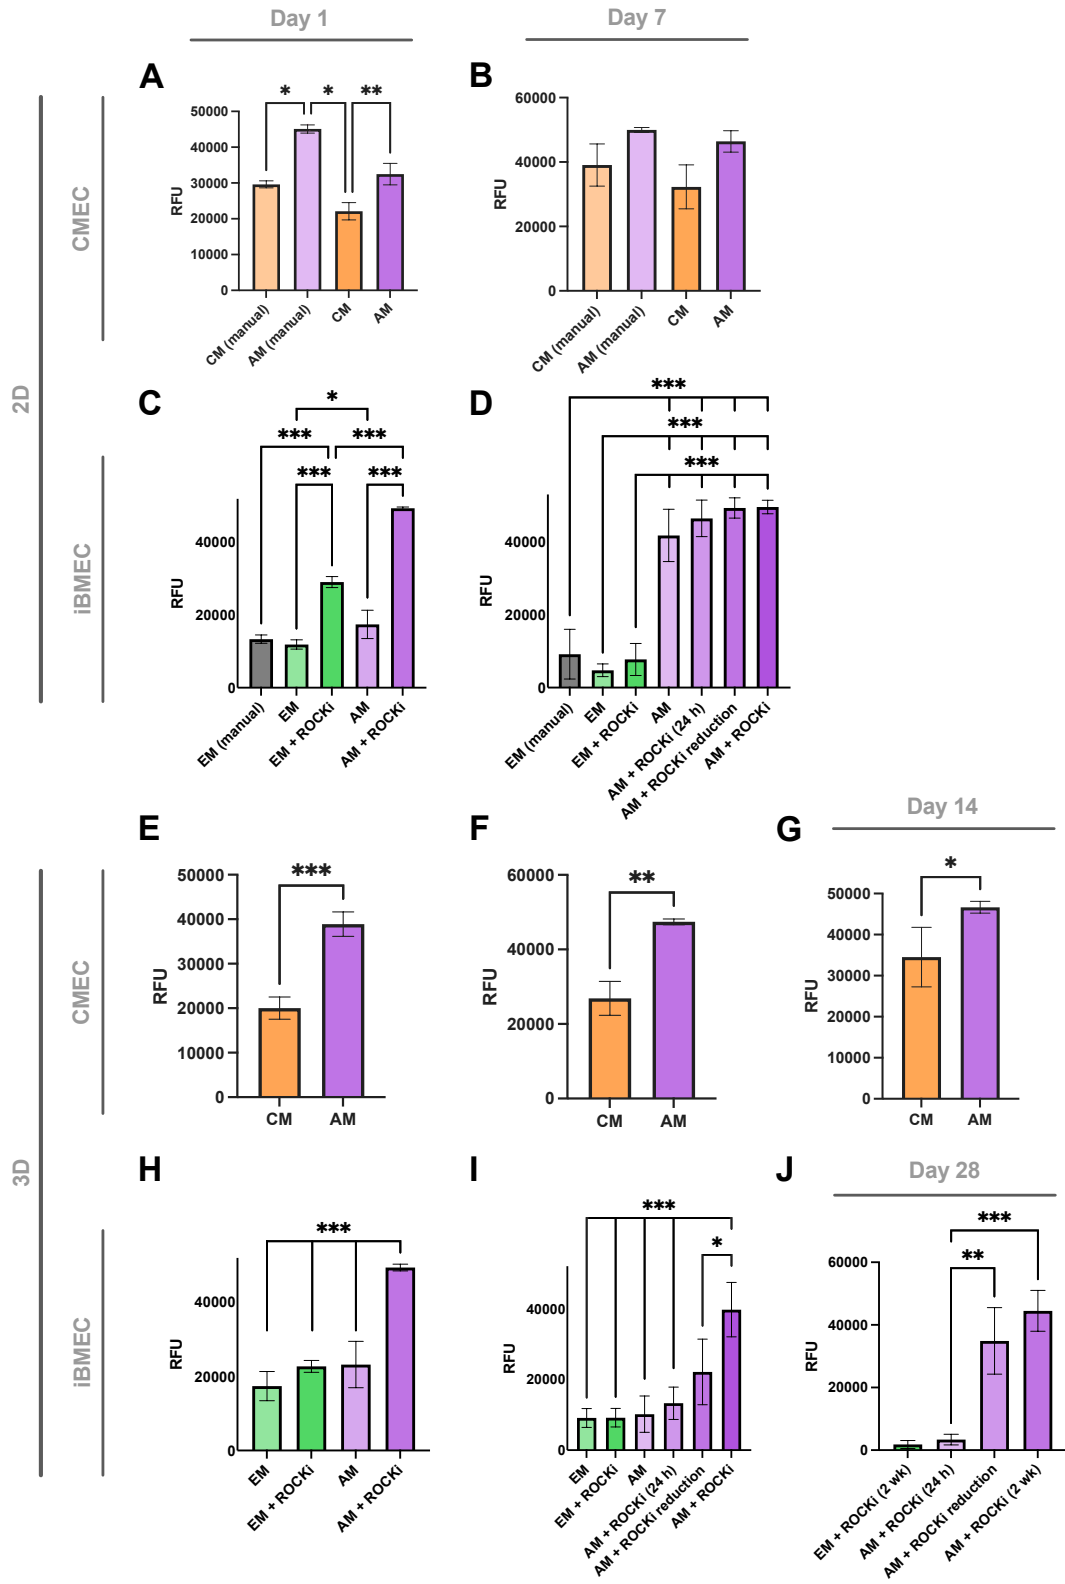 Day 1
Day 7
2D
CMEC
A
* * **
RFU
50000
40000
30000
20000
10000
0
CM (manual)
AM (manual)
CM
AM
B
RFU
60000
40000
20000
0
CM (manual)
AM (manual)
CM
AM
iBMEC
C
*
*** ***
*** ***
RFU
40000
20000
0
EM (manual)
EM
EM + ROCKi
AM
AM + ROCKi
D
***
***
***
RFU
40000
20000
0
EM (manual)
EM
EM + ROCKi
AM
AM + ROCKi (24 h)
AM + ROCKi reduction
AM + ROCKi
3D
CMEC
E
***
RFU
50000
40000
30000
20000
10000
0
CM
AM
F
**
RFU
60000
40000
20000
0
CM
AM
Day 14
G
*
RFU
50000
40000
30000
20000
10000
0
CM
AM
iBMEC
H
***
RFU
40000
20000
0
EM
EM + ROCKi
AM
AM + ROCKi
I
***
*
RFU
40000
20000
0
EM
EM + ROCKi
AM
AM + ROCKi (24 h)
AM + ROCKi reduction
AM + ROCKi
Day 28
J
***
**
RFU
60000
40000
20000
0
EM + ROCKi (2 wk)
AM + ROCKi (24 h)
AM + ROCKi reduction
AM + ROCKi (2 wk)